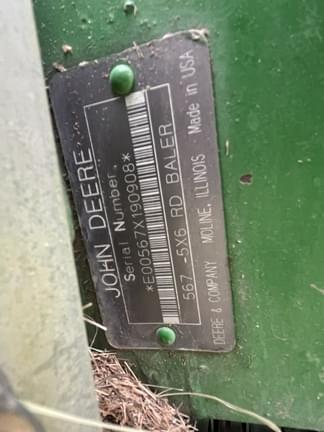 JOHN DEERE
Serial Number.
*E00567X190908*
567 -5X6 RD BALER
DEERE & COMPANY MOLINE, ILLINOIS Made in USA